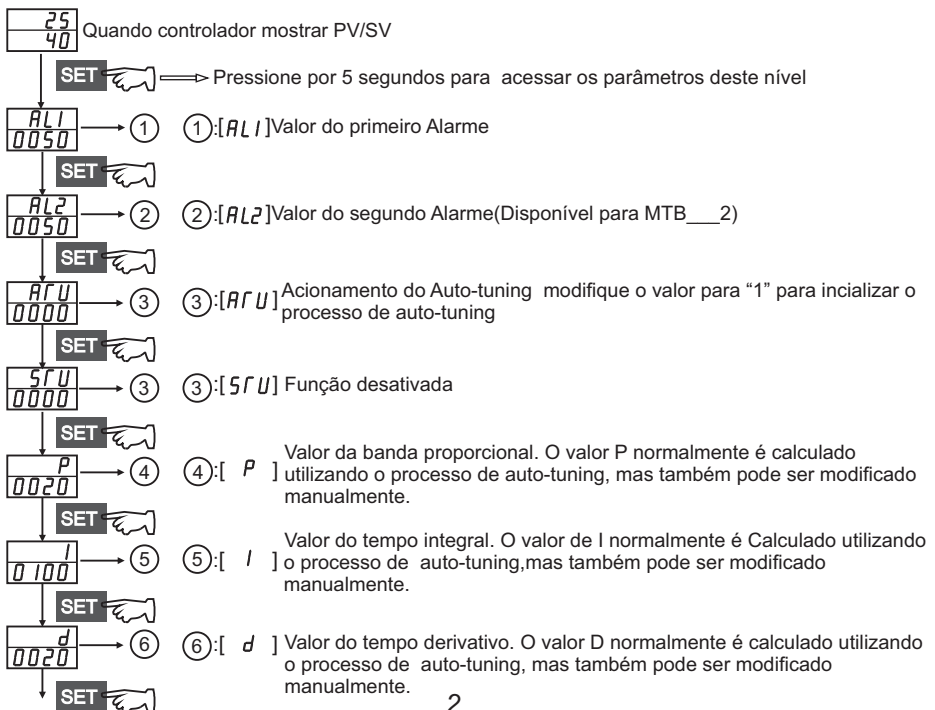 25
40
Quando controlador mostrar PV/SV
SET
Pressione por 5 segundos para acessar os parâmetros deste nível
AL1
0050
1
1:[AL1]Valor do primeiro Alarme
SET
AL2
0050
2
2:[AL2]Valor do segundo Alarme(Disponível para MTB___2)
SET
ATU
0000
3
3:[ATU] Acionamento do Auto-tuning modifique o valor para “1” para incializar o
processo de auto-tuning
SET
STU
0000
3
3:[STU] Função desativada
SET
P
0020
4
4:[ P ] Valor da banda proporcional. O valor P normalmente é calculado
utilizando o processo de auto-tuning, mas também pode ser modificado
manualmente.
SET
I
0100
5
5:[ I ] Valor do tempo integral. O valor de I normalmente é Calculado utilizando
o processo de auto-tuning,mas também pode ser modificado
manualmente.
SET
d
0020
6
6:[ d ] Valor do tempo derivativo. O valor D normalmente é calculado utilizando
o processo de auto-tuning, mas também pode ser modificado
manualmente.
SET
2